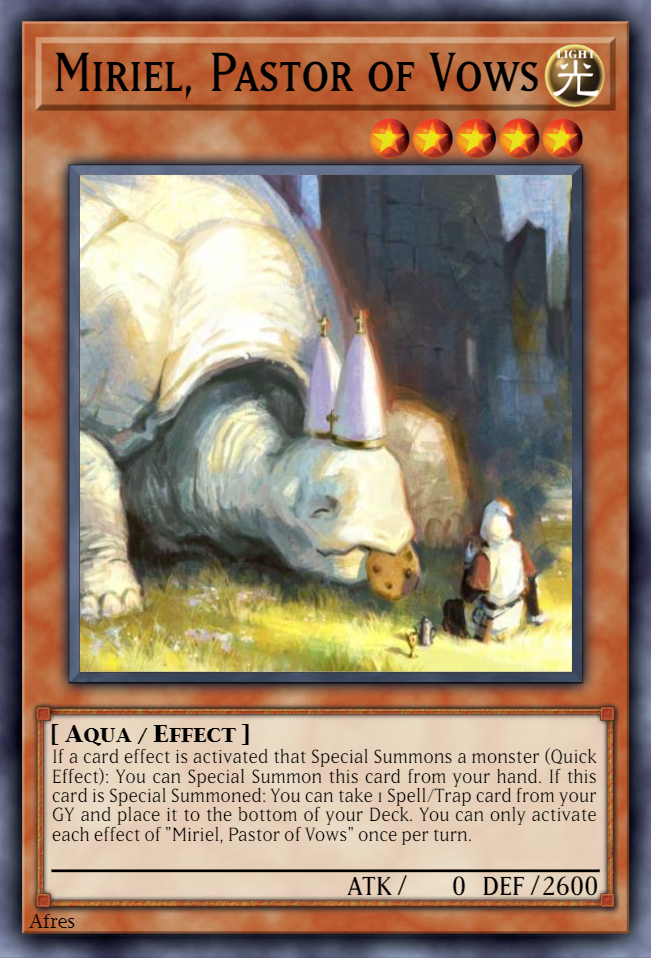 Miriel, Pastor of Vows
LIGHT
光
[ Aqua / Effect ]
If a card effect is activated that Special Summons a monster (Quick
Effect): You can Special Summon this card from your hand. If this
card is Special Summoned: You can take 1 Spell/Trap card from your
GY and place it to the bottom of your Deck. You can only activate
each effect of "Miriel, Pastor of Vows" once per turn.
ATK / 0 DEF / 2600
Afres